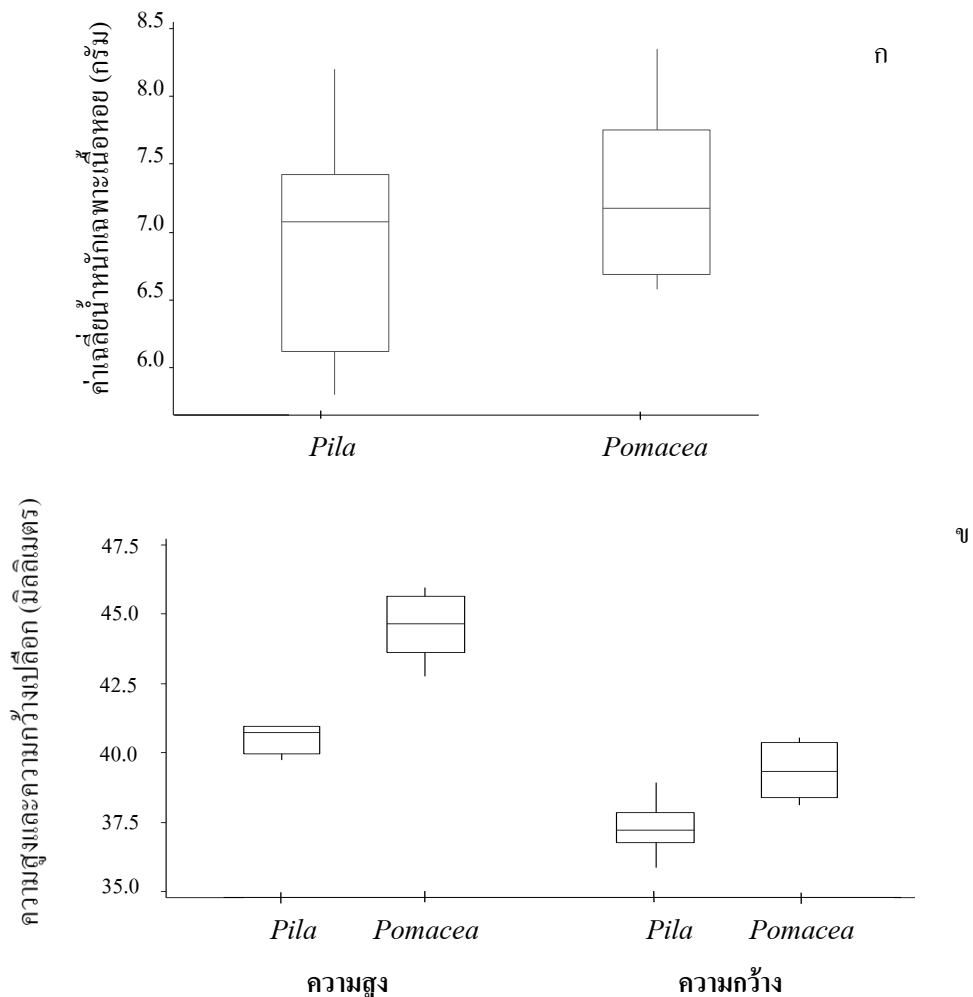 ค่าเฉลี่ยน้ำหนักเฉพาะเนื้อหอย (กรัม)
8.5
8.0
7.5
7.0
6.5
6.0
ก
Pila Pomacea
ความสูงและความกว้างเปลือก (มิลลิเมตร)
47.5
45.0
42.5
40.0
37.5
35.0
ข
Pila Pomacea Pila Pomacea
ความสูง ความกว้าง